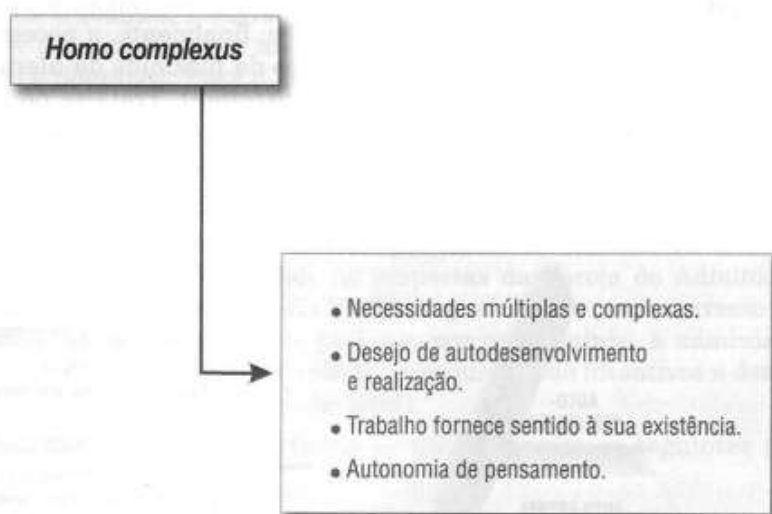 Homo complexus
• Necessidades múltiplas e complexas.
• Desejo de autodesenvolvimento
e realização.
• Trabalho fornece sentido à sua existência.
• Autonomia de pensamento.